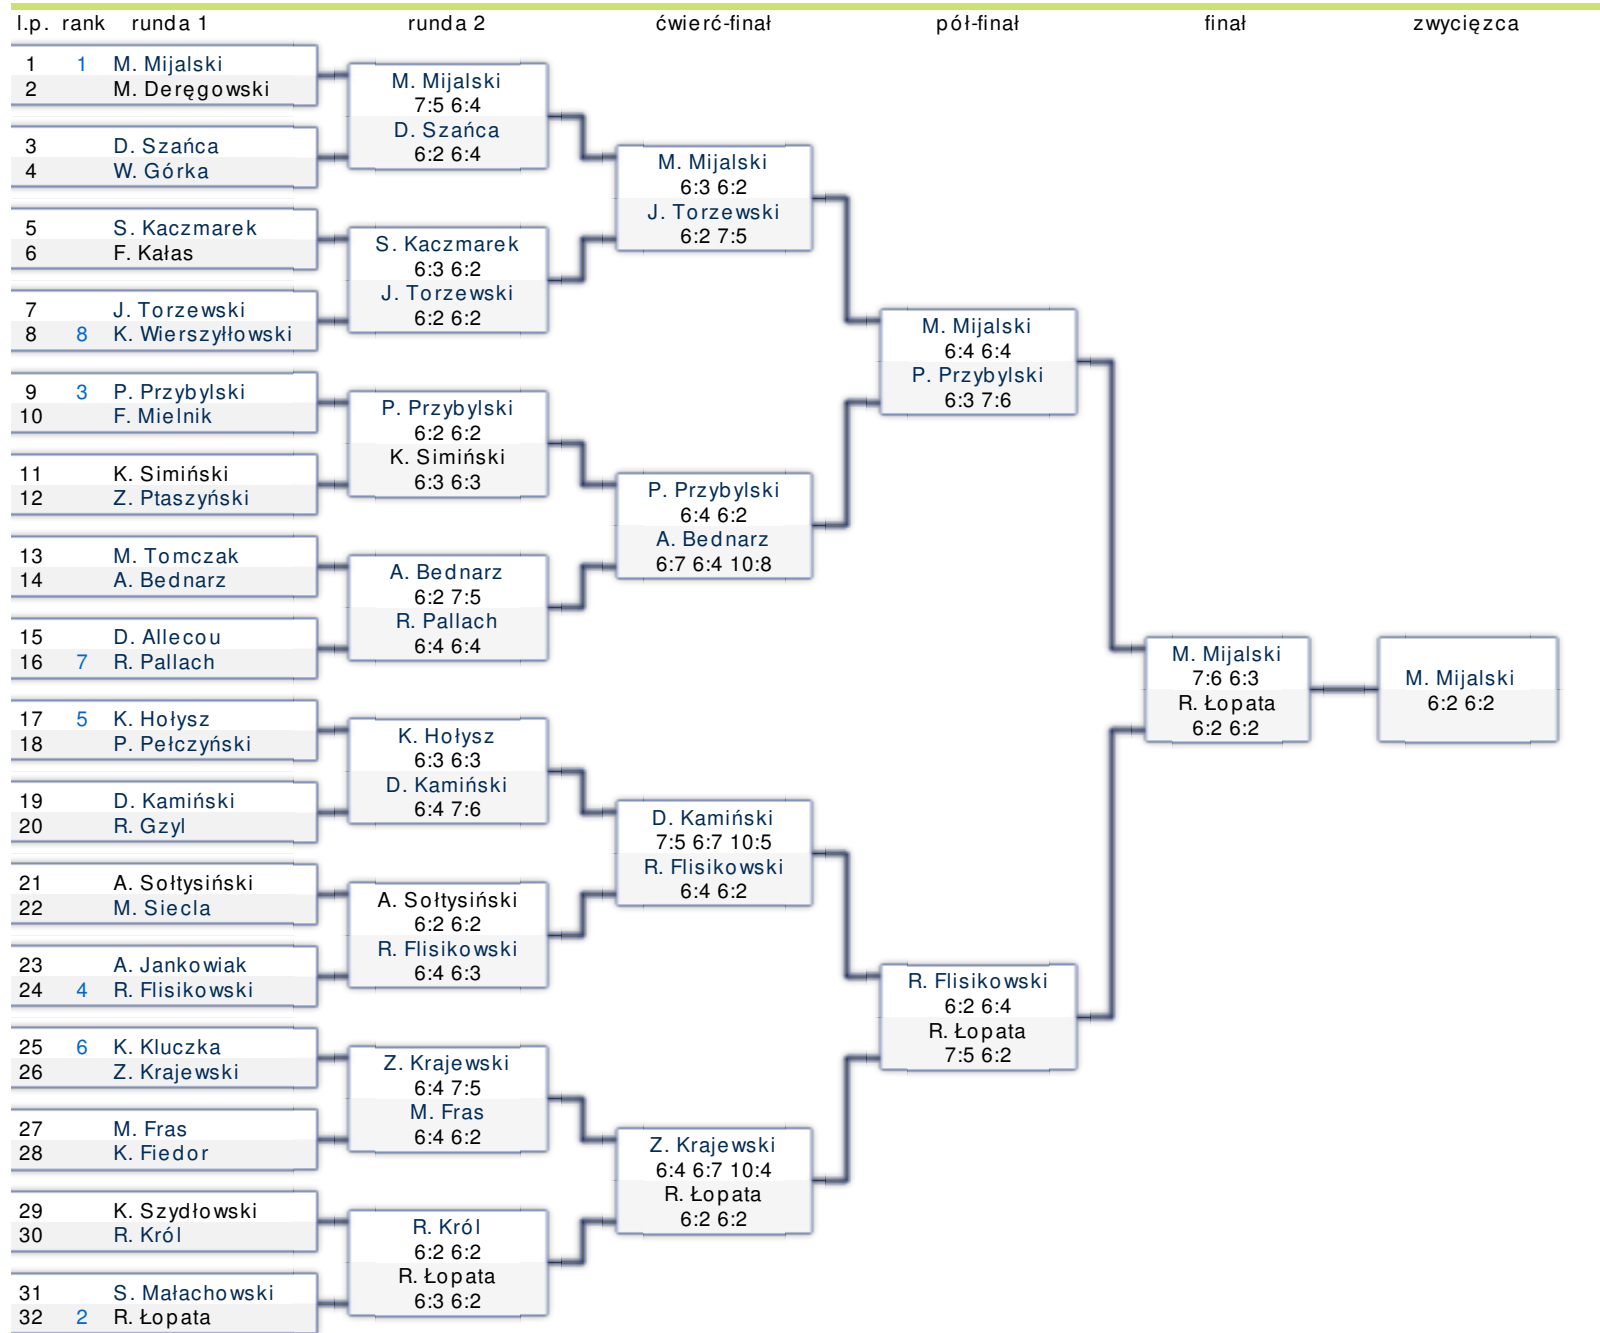 l.p. rank runda 1 runda 2 ćwierć-finał pół-finał finał zwycięzca
1 1 M. Mijalski
2 M. Deręgowski
3 D. Szańca
4 W. Górka
5 S. Kaczmarek
6 F. Kałas
7 J. Torzewski
8 8 K. Wierszyłłowski
9 3 P. Przybylski
10 F. Mielnik
11 K. Simiński
12 Z. Ptaszyński
13 M. Tomczak
14 A. Bednarz
15 D. Allecou
16 7 R. Pallach
17 5 K. Hołysz
18 P. Pełczyński
19 D. Kamiński
20 R. Gzyl
21 A. Sołtysiński
22 M. Siecla
23 A. Jankowiak
24 4 R. Flisikowski
25 6 K. Kluczka
26 Z. Krajewski
27 M. Fras
28 K. Fiedor
29 K. Szydłowski
30 R. Król
31 S. Małachowski
32 2 R. Łopata
M. Mijalski
7:5 6:4
D. Szańca
6:2 6:4
S. Kaczmarek
6:3 6:2
J. Torzewski
6:2 6:2
P. Przybylski
6:2 6:2
K. Simiński
6:3 6:3
A. Bednarz
6:2 7:5
R. Pallach
6:4 6:4
K. Hołysz
6:3 6:3
D. Kamiński
6:4 7:6
A. Sołtysiński
6:2 6:2
R. Flisikowski
6:4 6:3
Z. Krajewski
6:4 7:5
M. Fras
6:4 6:2
R. Król
6:2 6:2
R. Łopata
6:3 6:2
M. Mijalski
6:3 6:2
J. Torzewski
6:2 7:5
P. Przybylski
6:4 6:2
A. Bednarz
6:7 6:4 10:8
D. Kamiński
7:5 6:7 10:5
R. Flisikowski
6:4 6:2
Z. Krajewski
6:4 6:7 10:4
R. Łopata
6:2 6:2
M. Mijalski
6:4 6:4
P. Przybylski
6:3 7:6
R. Flisikowski
6:2 6:4
R. Łopata
7:5 6:2
M. Mijalski
7:6 6:3
R. Łopata
6:2 6:2
M. Mijalski
6:2 6:2